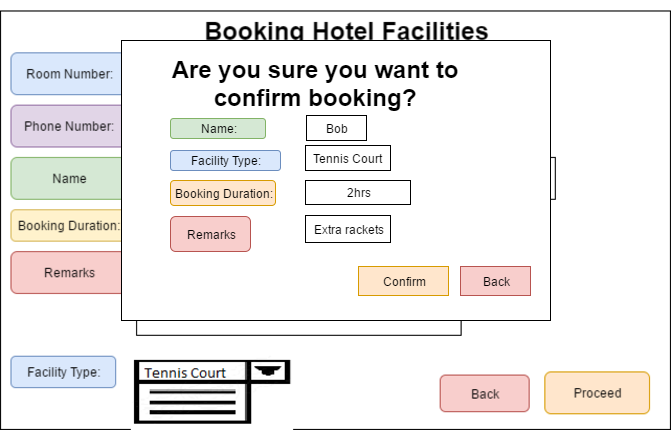 Booking Hotel Facilities
Are you sure you want to
confirm booking?
Name: Bob
Facility Type: Tennis Court
Booking Duration: 2hrs
Remarks Extra rackets
Confirm Back
Room Number:
Phone Number:
Name
Booking Duration:
Remarks
Facility Type: Tennis Court
Back Proceed